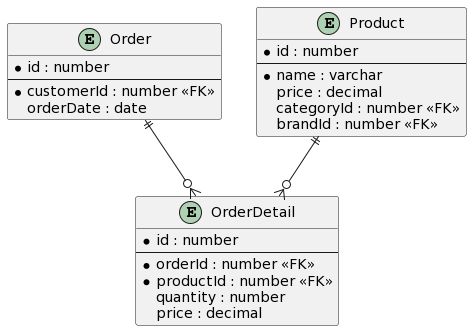 E Order
* id : number
* customerId : number «FK»
orderDate : date
E Product
* id : number
* name : varchar
price : decimal
categoryId : number «FK»
brandId : number «FK»
E OrderDetail
* id : number
* orderId : number «FK»
* productId : number «FK»
quantity : number
price : decimal